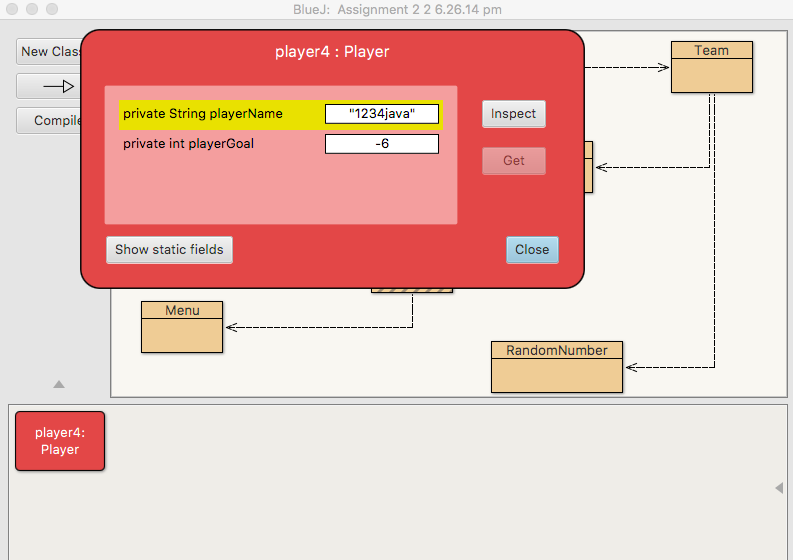 BlueJ: Assignment 2 2 6.26.14 pm
New Clas
Compile
Team
player4 : Player
private String playerName
"1234java"
Inspect
private int playerGoal
-6
Get
Show static fields
Close
Menu
RandomNumber
player4:
Player